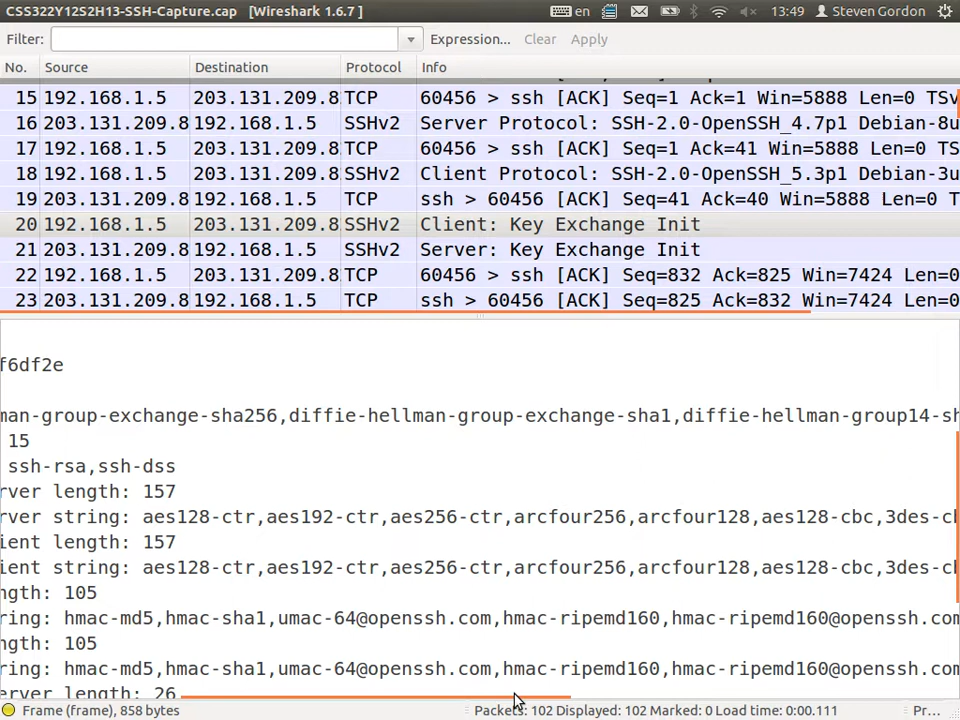 CSS322Y12S2H13-SSH-Capture.cap [Wireshark 1.6.7 ] en 13:49 Steven Gordon
Filter: Expression... Clear Apply
No. Source Destination Protocol Info
15 192.168.1.5 203.131.209.8 TCP 60456 > ssh [ACK] Seq=1 Ack=1 Win=5888 Len=0 TSv
16 203.131.209.8 192.168.1.5 SSHv2 Server Protocol: SSH-2.0-OpenSSH_4.7p1 Debian-8u
17 192.168.1.5 203.131.209.8 TCP 60456 > ssh [ACK] Seq=1 Ack=41 Win=5888 Len=0 TS
18 192.168.1.5 203.131.209.8 SSHv2 Client Protocol: SSH-2.0-OpenSSH_5.3p1 Debian-3u
19 203.131.209.8 192.168.1.5 TCP ssh > 60456 [ACK] Seq=41 Ack=40 Win=5888 Len=0 T
20 192.168.1.5 203.131.209.8 SSHv2 Client: Key Exchange Init
21 203.131.209.8 192.168.1.5 SSHv2 Server: Key Exchange Init
22 192.168.1.5 203.131.209.8 TCP 60456 > ssh [ACK] Seq=832 Ack=825 Win=7424 Len=0
23 203.131.209.8 192.168.1.5 TCP ssh > 60456 [ACK] Seq=825 Ack=832 Win=7424 Len=0
f6df2e
man-group-exchange-sha256,diffie-hellman-group-exchange-sha1,diffie-hellman-group14-sh
15
ssh-rsa,ssh-dss
rver length: 157
rver string: aes128-ctr,aes192-ctr,aes256-ctr,arcfour256,arcfour128,aes128-cbc,3des-cb
ient length: 157
ient string: aes128-ctr,aes192-ctr,aes256-ctr,arcfour256,arcfour128,aes128-cbc,3des-cb
ngth: 105
ring: hmac-md5,hmac-sha1,umac-64@openssh.com,hmac-ripemd160,hmac-ripemd160@openssh.com
ngth: 105
ring: hmac-md5,hmac-sha1,umac-64@openssh.com,hmac-ripemd160,hmac-ripemd160@openssh.com
erver length: 26
Frame (frame), 858 bytes Packets: 102 Displayed: 102 Marked: 0 Load time: 0:00.111 Pr...